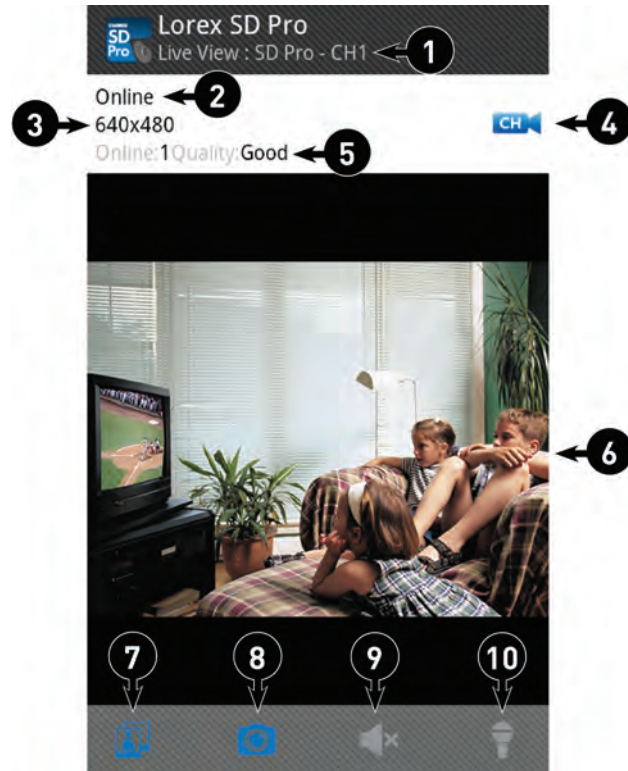 SD
Pro
Lorex SD Pro
Live View : SD Pro - CH1
1
Online
2
3
640x480
CH
4
Online:1Quality:Good
5
6
7
8
9
10